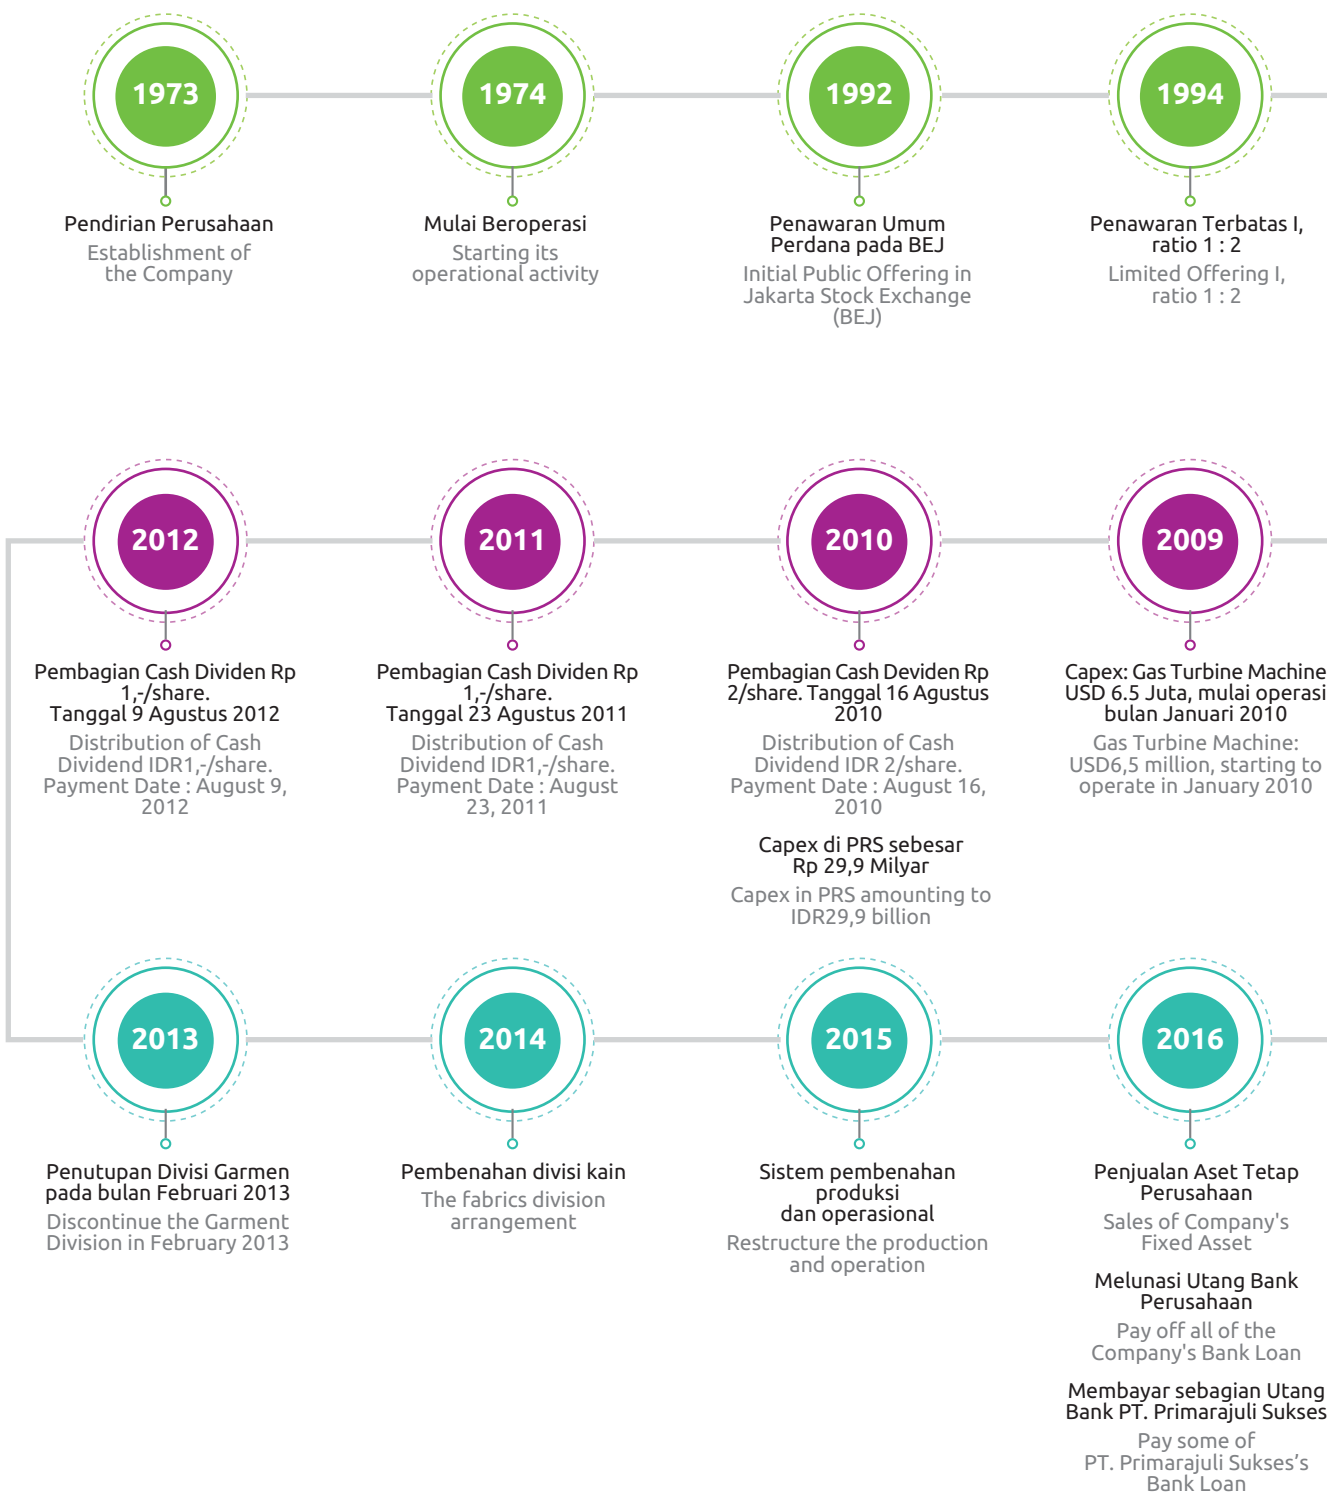 1973
Pendirian Perusahaan
Establishment of
the Company
1974
Mulai Beroperasi
Starting its
operational activity
1992
Penawaran Umum
Perdana pada BEJ
Initial Public Offering in
Jakarta Stock Exchange
(BEJ)
1994
Penawaran Terbatas I,
ratio 1 : 2
Limited Offering I,
ratio 1 : 2
2012
Pembagian Cash Dividen Rp
1,-/share.
Tanggal 9 Agustus 2012
Distribution of Cash
Dividend IDR1,-/share.
Payment Date : August 9,
2012
2011
Pembagian Cash Dividen Rp
1,-/share.
Tanggal 23 Agustus 2011
Distribution of Cash
Dividend IDR1,-/share.
Payment Date : August
23, 2011
2010
Pembagian Cash Deviden Rp
2/share. Tanggal 16 Agustus
2010
Distribution of Cash
Dividend IDR 2/share.
Payment Date : August 16,
2010
Capex di PRS sebesar
Rp 29,9 Milyar
Capex in PRS amounting to
IDR29,9 billion
2009
Capex: Gas Turbine Machine
USD 6.5 Juta, mulai operasi
bulan Januari 2010
Gas Turbine Machine:
USD6,5 million, starting to
operate in January 2010
2013
Penutupan Divisi Garmen
pada bulan Februari 2013
Discontinue the Garment
Division in February 2013
2014
Pembenahan divisi kain
The fabrics division
arrangement
2015
Sistem pembenahan
produksi
dan operasional
Restructure the production
and operation
2016
Penjualan Aset Tetap
Perusahaan
Sales of Company's
Fixed Asset
Melunasi Utang Bank
Perusahaan
Pay off all of the
Company's Bank Loan
Membayar sebagian Utang
Bank PT. Primarajuli Sukses
Pay some of
PT. Primarajuli Sukses’s
Bank Loan